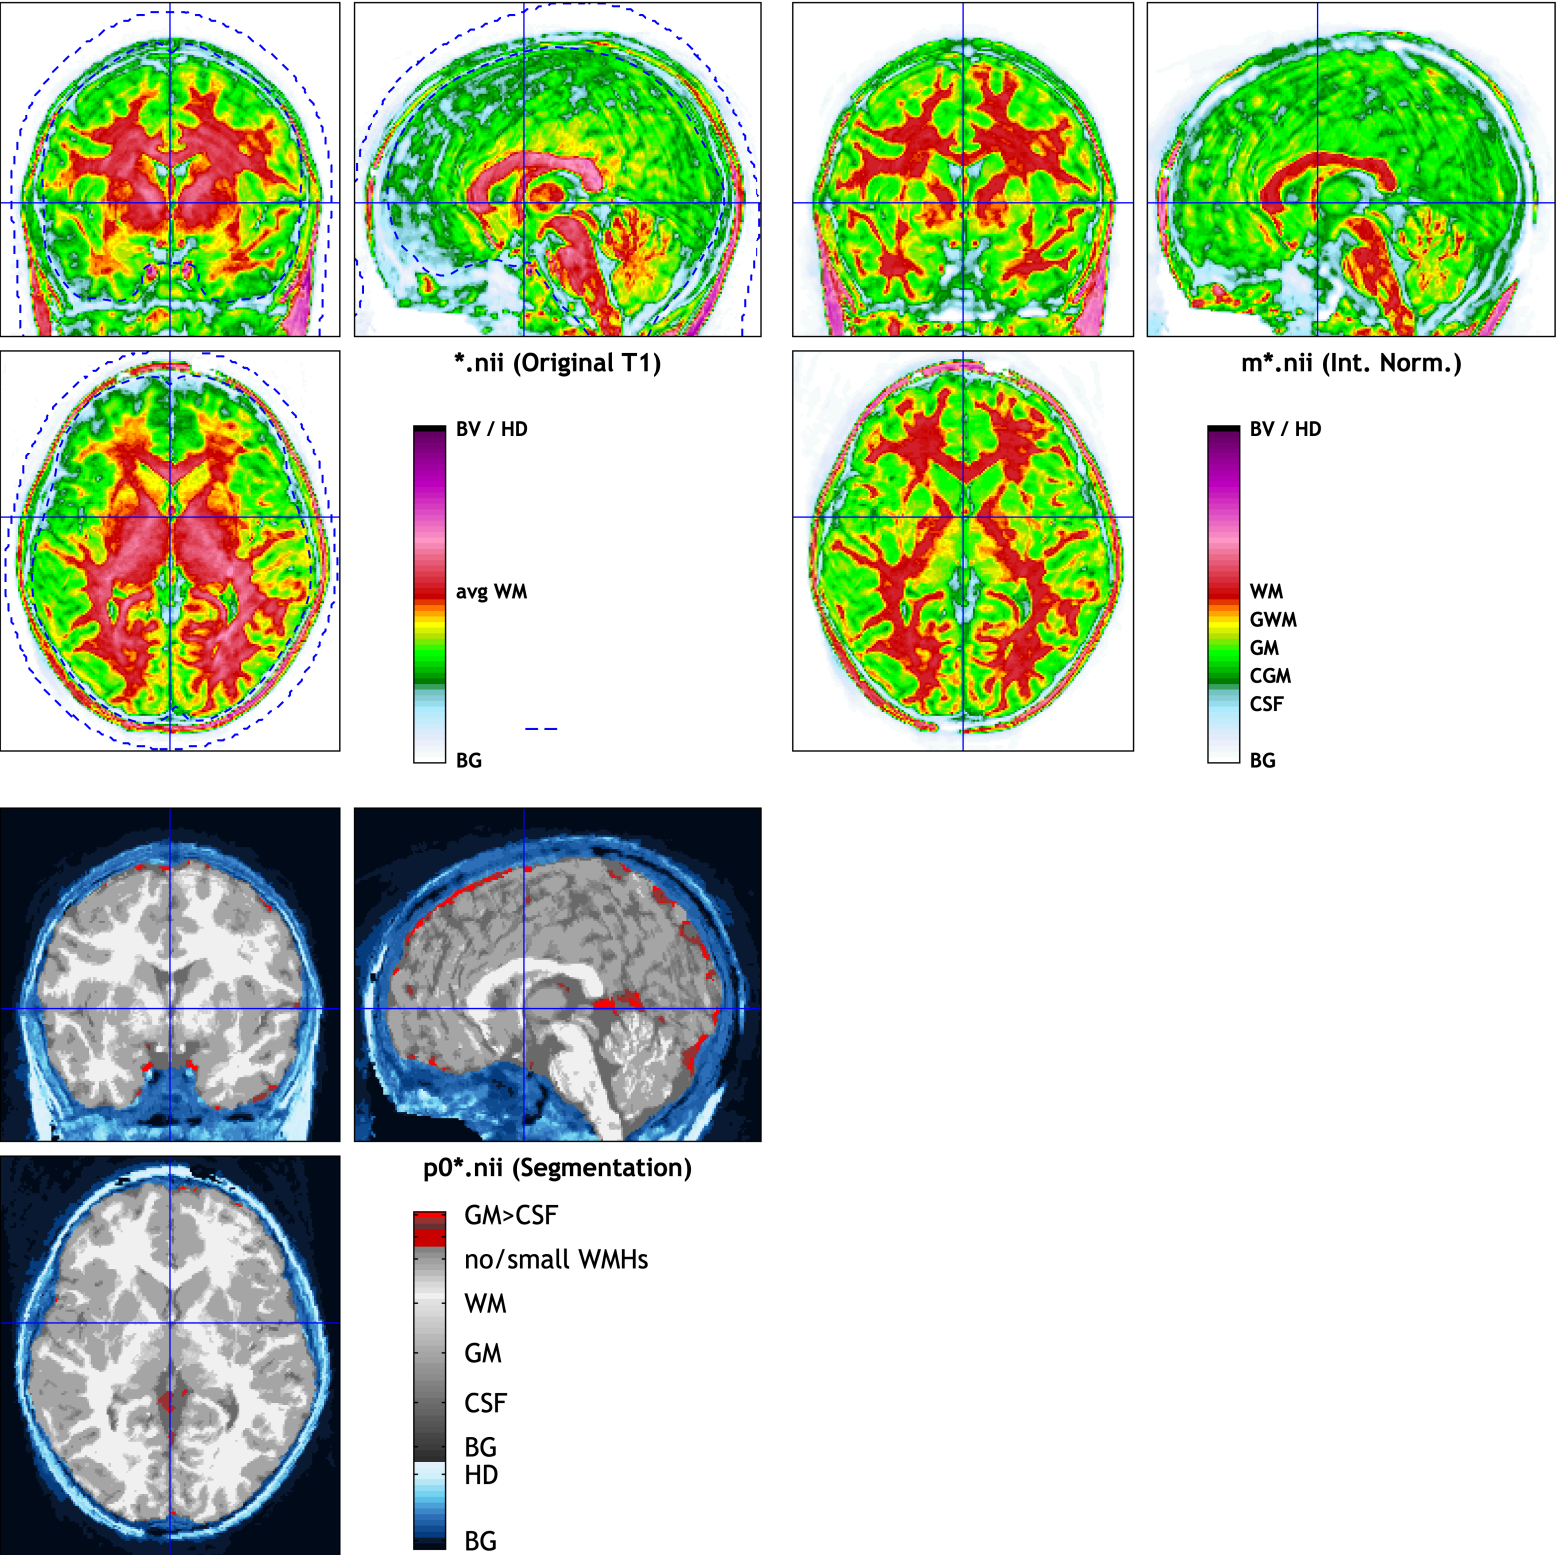 *.nii (Original T1)
BV / HD
avg WM
BG
m*.nii (Int. Norm.)
BV / HD
WM
GWM
GM
CGM
CSF
BG
p0*.nii (Segmentation)
GM>CSF
no/small WMHs
WM
GM
CSF
BG
HD
BG